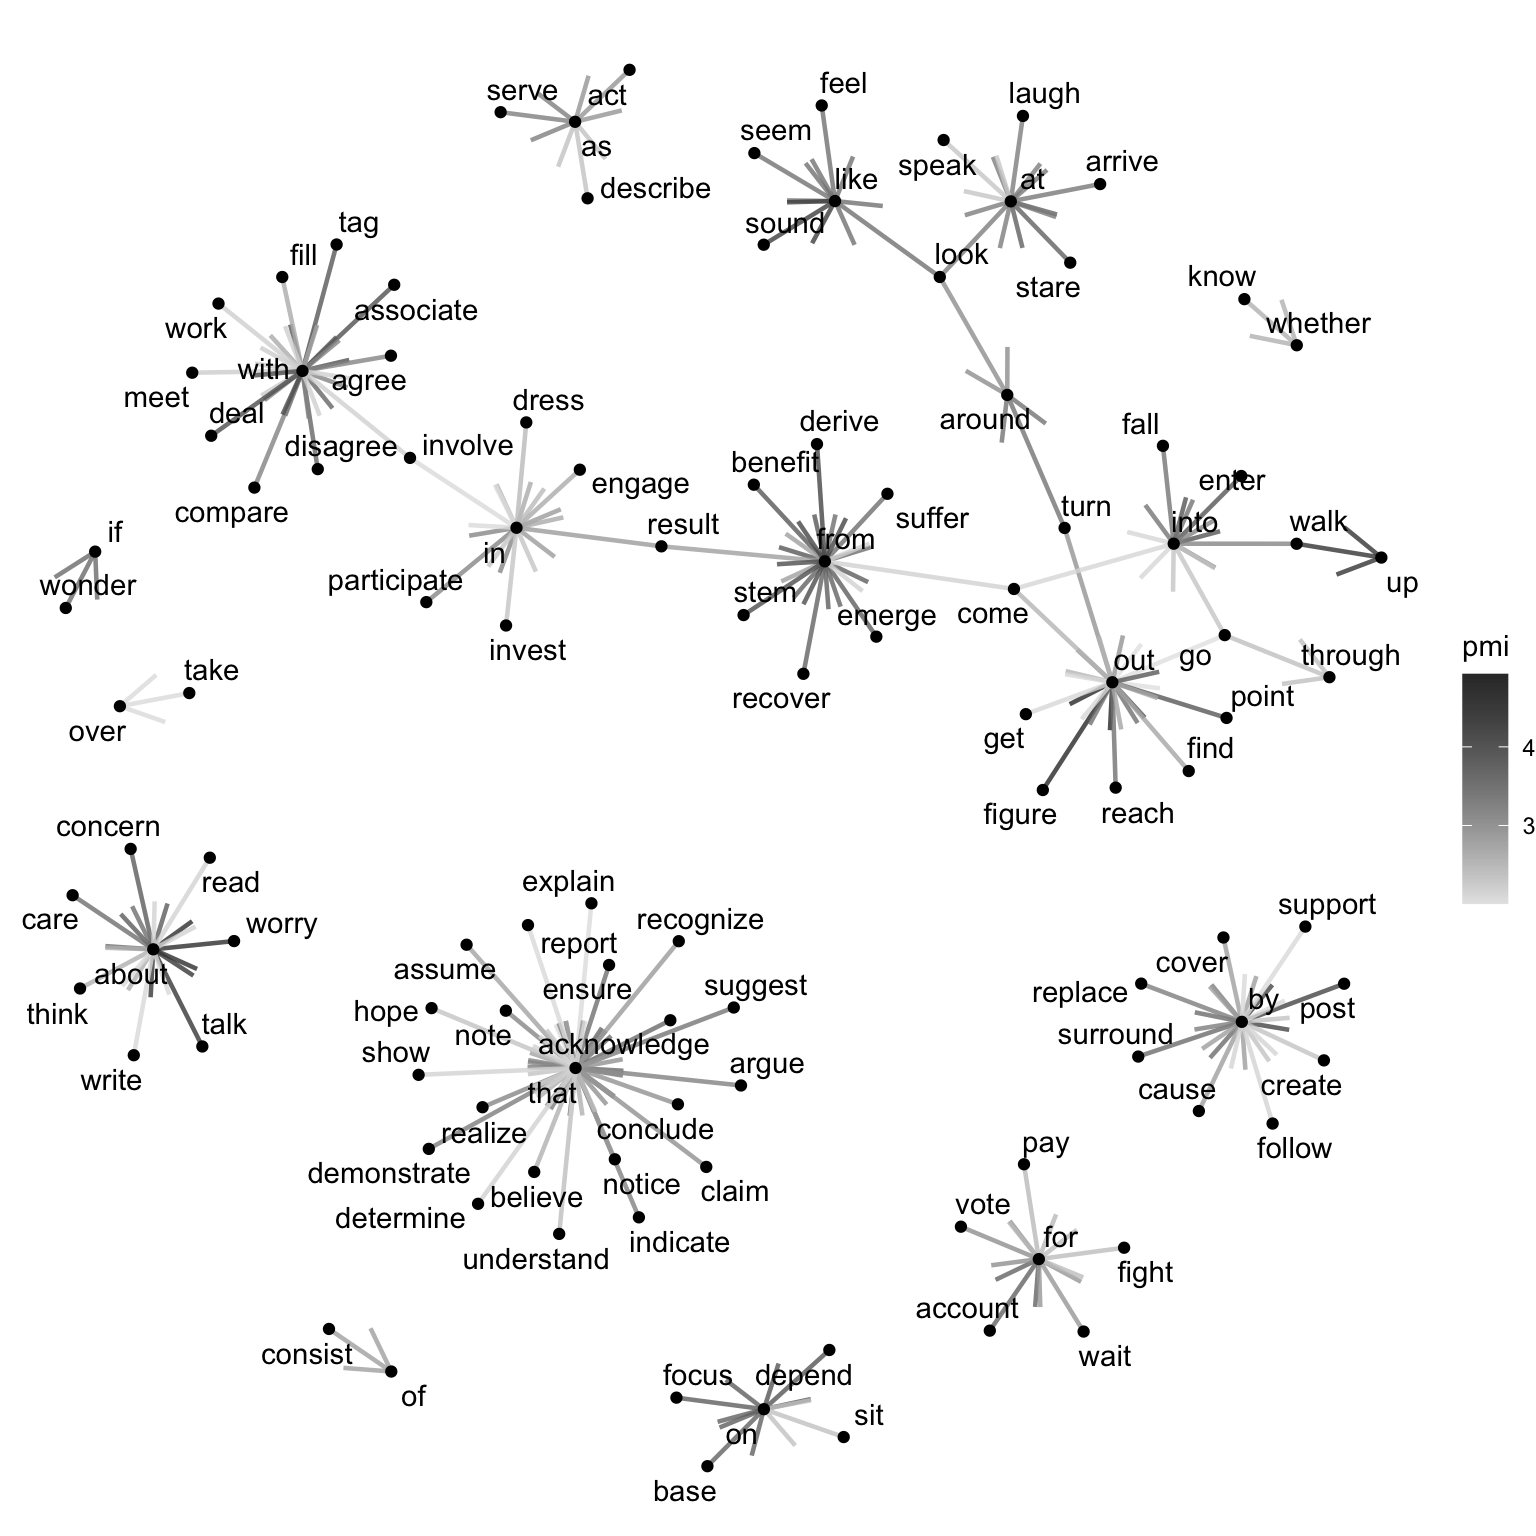 feel
laugh
serve
act
seem
as
speak
arrive
like
at
describe
tag
sound
fill
look
know
stare
associate
work
whether
with
agree
meet
deal
dress
around
derive
fall
disagree
involve
benefit
enter
engage
compare
turn
into
walk
result
suffer
if
in
from
participate
wonder
stem
up
emerge
come
invest
pmi
go
through
out
take
recover
point
over
get
find
4
figure
reach
concern
3
explain
read
support
care
worry
recognize
report
cover
about
assume
ensure
suggest
replace
by
post
think
hope
talk
note
acknowledge
surround
show
argue
write
that
cause
create
realize
conclude
pay
follow
demonstrate
believe
notice
claim
determine
vote
understand
indicate
for
fight
account
consist
wait
focus
depend
of
sit
on
base